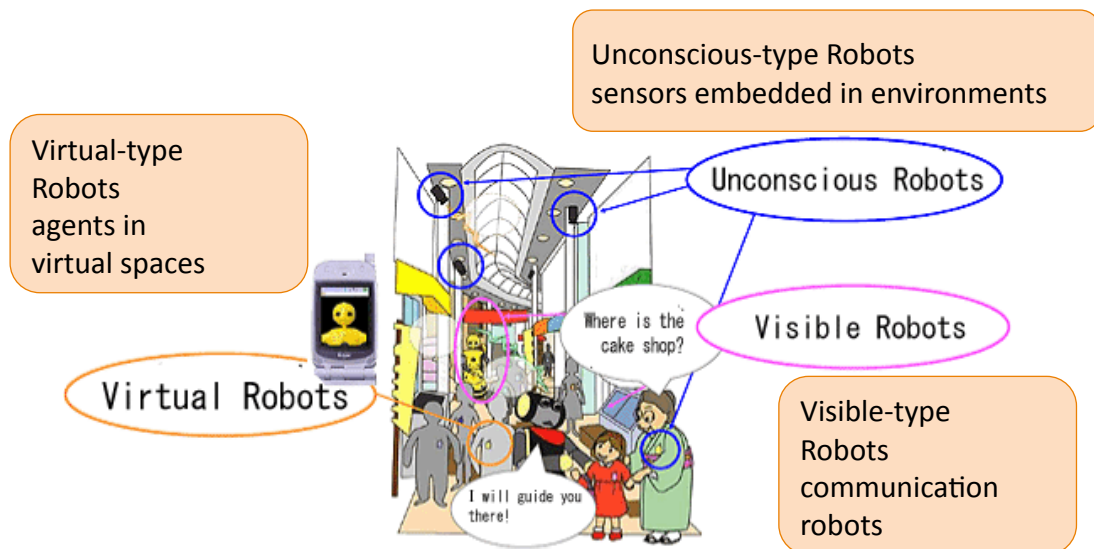 Unconscious-type Robots
sensors embedded in environments
Virtual-type
Robots
agents in
virtual spaces
Unconscious Robots
Where is the
cake shop?
Visible Robots
Virtual Robots
Visible-type
Robots
communication
robots
I will guide you
there!